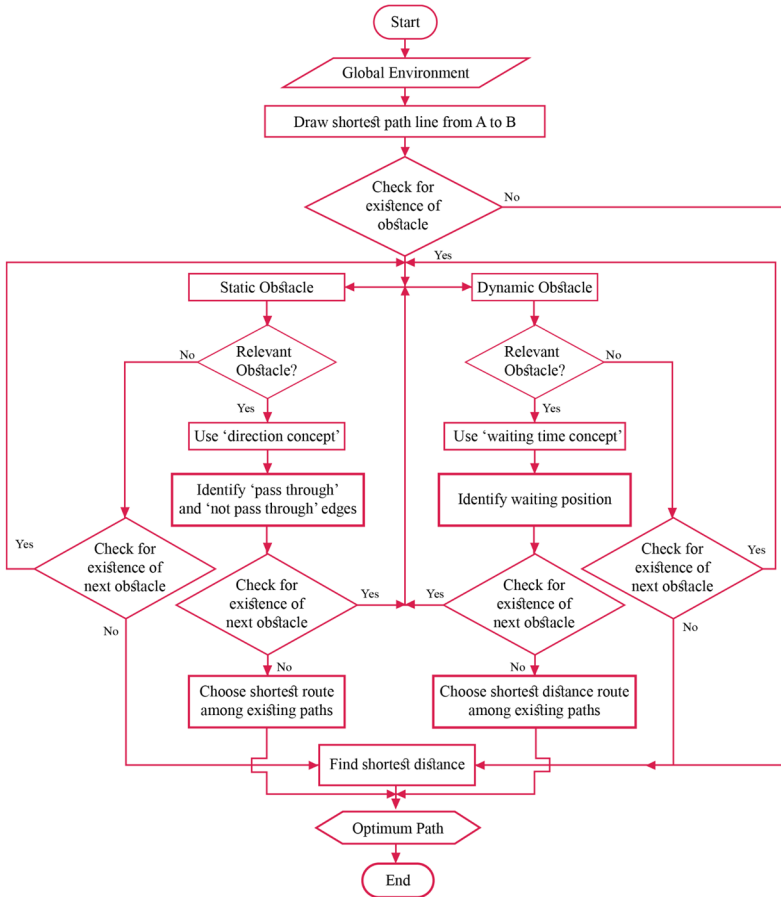 Start
Global Environment
Draw shortest path line from A to B
Check for
existence of
obstacle
No
Yes
Static Obstacle
Dynamic Obstacle
No
Relevant
Obstacle?
Relevant
Obstacle?
No
Yes
Yes
Use ‘direction concept’
Use ‘waiting time concept’
Identify ‘pass through’
and ‘not pass through’ edges
Identify waiting position
Yes
Check for
existence of
next obstacle
Check for
existence of
next obstacle
Yes
Yes
Check for
existence of
next obstacle
Check for
existence of
next obstacle
Yes
No
No
No
No
Choose shortest route
among existing paths
Choose shortest distance route
among existing paths
Find shortest distance
Optimum Path
End